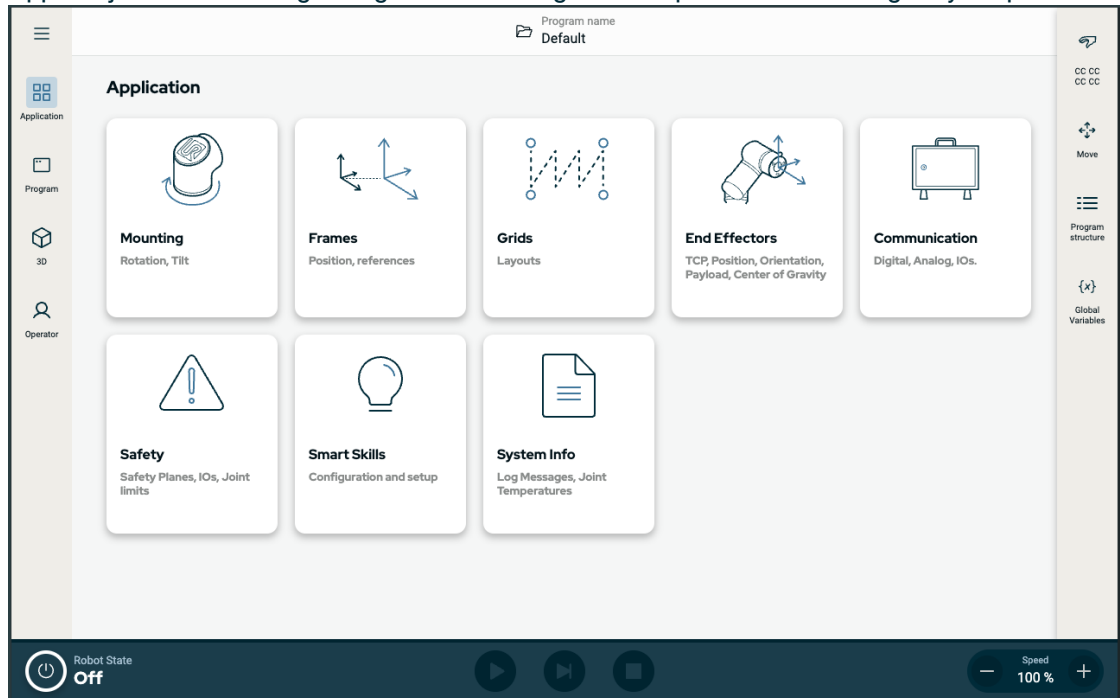 Program name
Default
CC CC
CC CC
Application
Application
Program
3D
Operator
Mounting
Rotation, Tilt
Frames
Position, references
Grids
Layouts
End Effectors
TCP, Position, Orientation,
Payload, Center of Gravity
Communication
Digital, Analog, IOs.
Safety
Safety Planes, IOs, Joint
limits
Smart Skills
Configuration and setup
System Info
Log Messages, Joint
Temperatures
Move
Program
structure
{x}
Global
Variables
Robot State
Off
Speed
100 %